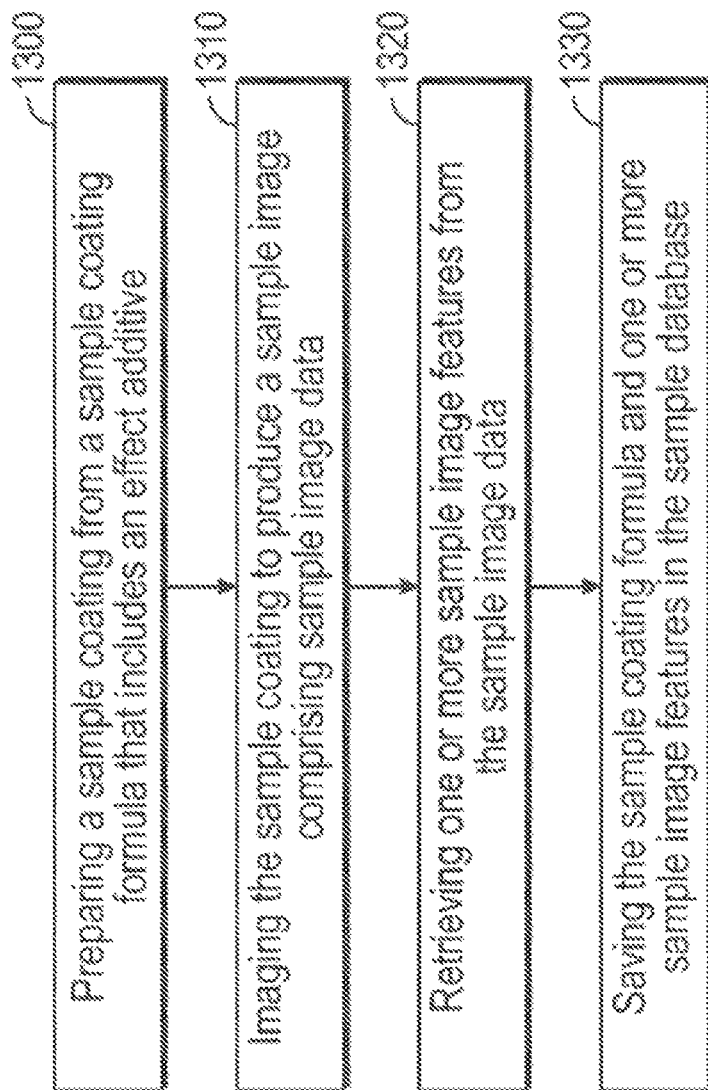 1300
Preparing a sample coating from a sample coating
formula that includes an effect additive
1310
Imaging the sample coating to produce a sample image
comprising sample image data
1320
Retrieving one or more sample image features from
the sample image data
1330
Saving the sample coating formula and one or more
sample image features in the sample database